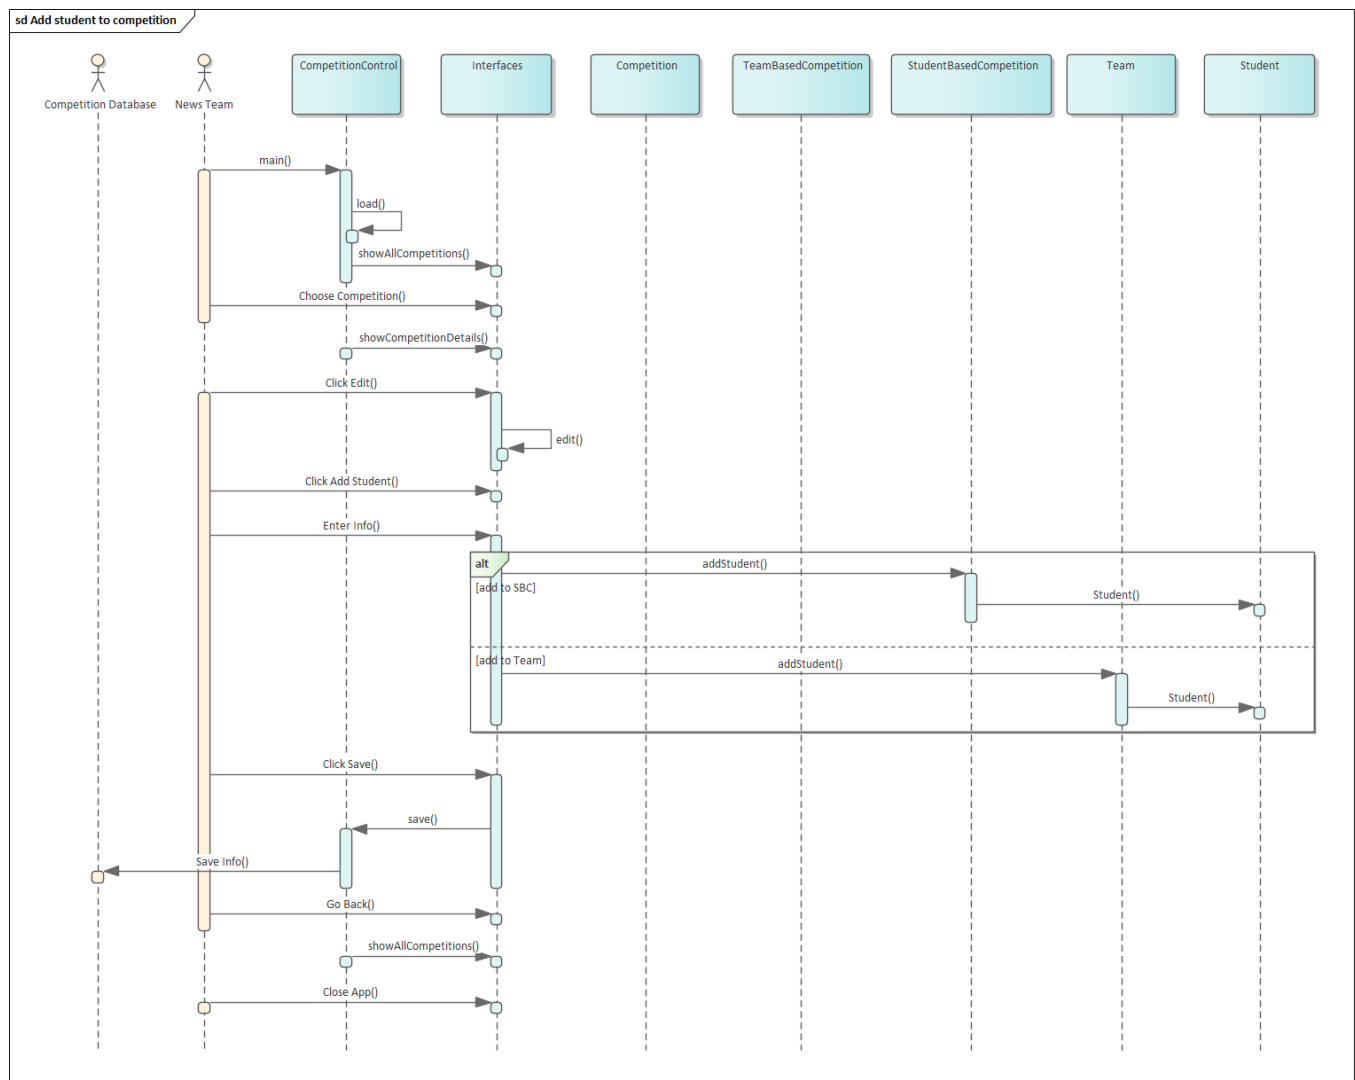 sd Add student to competition
Competition Database
News Team
CompetitionControl
Interfaces
Competition
TeamBasedCompetition
StudentBasedCompetition
Team
Student
main()
load()
showAllCompetitions()
Choose Competition()
showCompetitionDetails()
Click Edit()
edit()
Click Add Student()
Enter Info()
alt
addStudent()
[add to SBC]
Student()
[add to Team]
addStudent()
Student()
Click Save()
save()
Save Info()
Go Back()
showAllCompetitions()
Close App()